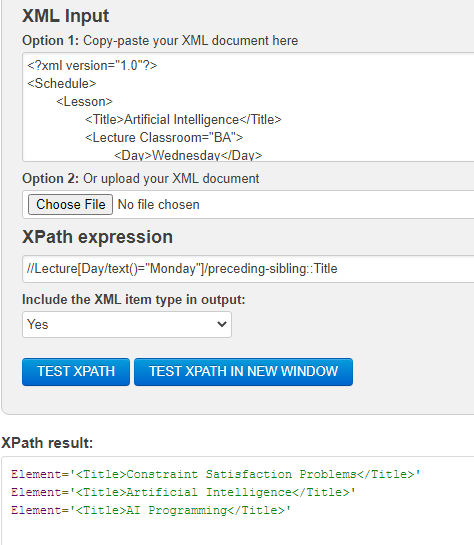 XML Input
Option 1: Copy-paste your XML document here
<?xml version="1.0"?>
<Schedule>
<Lesson>
<Title>Artificial Intelligence</Title>
<Lecture Classroom="BA">
<Day>Wednesday</Day>
Option 2: Or upload your XML document
Choose File No file chosen
XPath expression
//Lecture[Day/text()="Monday"]/preceding-sibling::Title
Include the XML item type in output:
Yes
TEST XPATH TEST XPATH IN NEW WINDOW
XPath result:
Element='<Title>Constraint Satisfaction Problems</Title>'
Element='<Title>Artificial Intelligence</Title>'
Element='<Title>AI Programming</Title>'